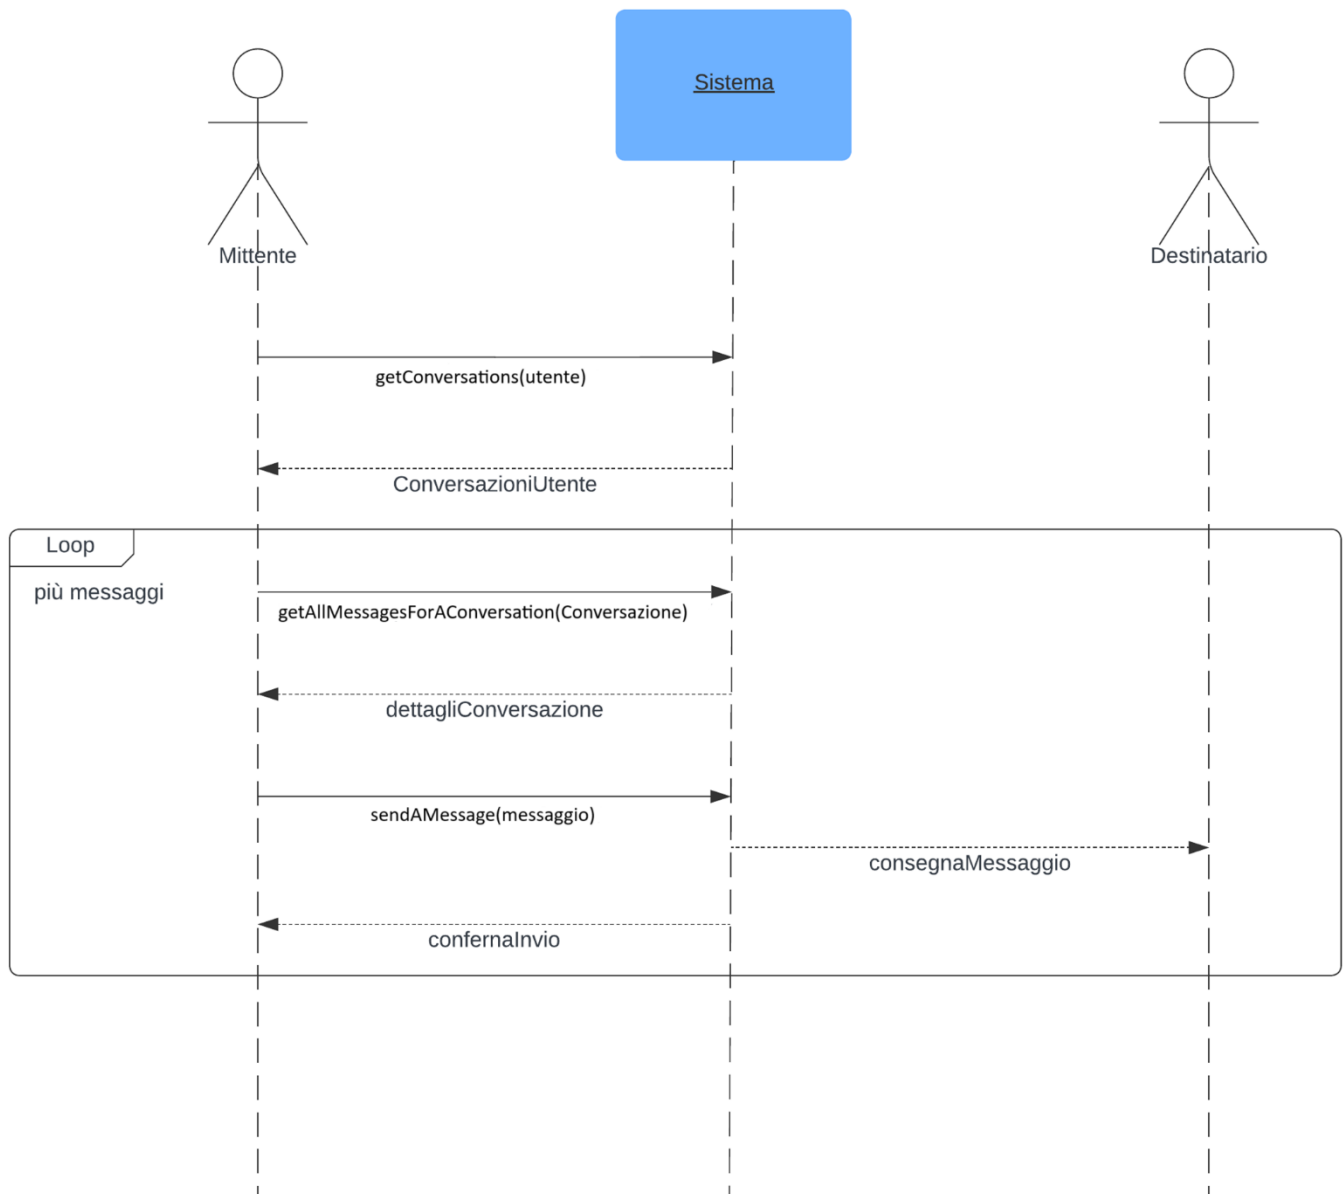 Sistema
Mittente
Destinatario
getConversations(utente)
ConversazioniUtente
Loop
più messaggi
getAllMessagesForAConversation(Conversazione)
dettagliConversazione
sendAMessage(messaggio)
consegnaMessaggio
confernaInvio